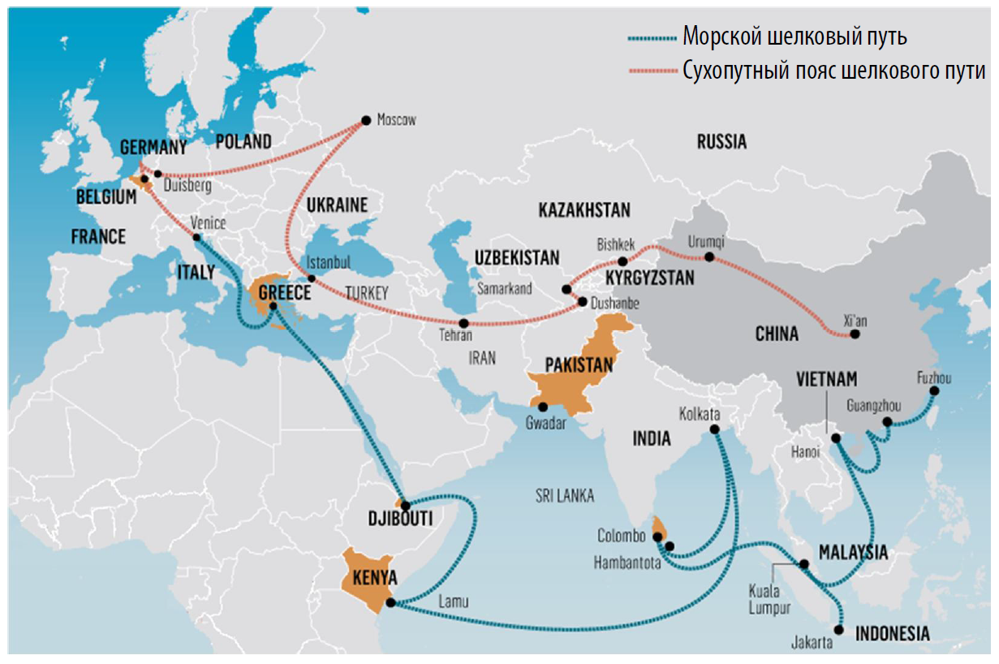 Морской шелковый путь
Сухопутный пояс шелкового пути
Moscow
RUSSIA
POLAND
GERMANY
Duisberg
BELGIUM
UKRAINE
KAZAKHSTAN
Venice
FRANCE
Bishkek
Urumqi
UZBEKISTAN
Istanbul
ITALY
KYRGYZSTAN
Samarkand
GREECE
TURKEY
Dushanbe
Xi'an
Tehran
CHINA
IRAN
PAKISTAN
VIETNAM
Fuzhou
Guangzhou
Kolkata
Gwadar
INDIA
Hanoi
SRI LANKA
DJIBOUTI
Colombo
MALAYSIA
Hambantota
KENYA
Lamu
Kuala
Lumpur
INDONESIA
Jakarta